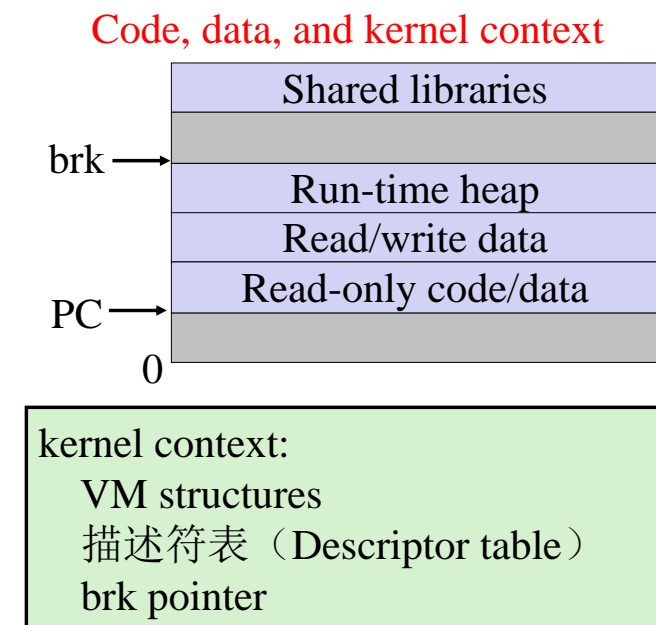 Code, data, and kernel context
Shared libraries
brk
Run-time heap
Read/write data
Read-only code/data
PC
0
kernel context:
VM structures
描述符表（Descriptor table）
brk pointer